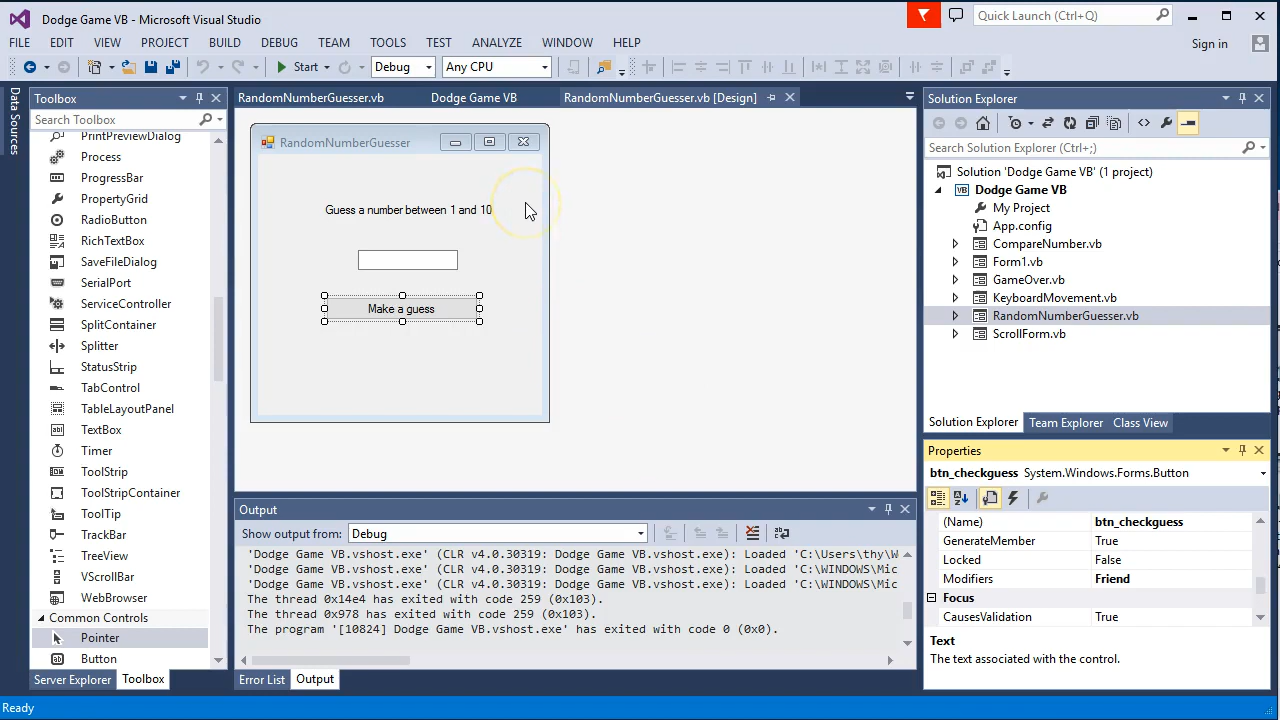 Dodge Game VB - Microsoft Visual Studio
Quick Launch (Ctrl+Q)
FILE EDIT VIEW PROJECT BUILD DEBUG TEAM TOOLS TEST ANALYZE WINDOW HELP
Sign in
Start Debug Any CPU
Data Sources
Toolbox
Search Toolbox
PrintPreviewDialog
Process
ProgressBar
PropertyGrid
RadioButton
RichTextBox
SaveFileDialog
SerialPort
ServiceController
SplitContainer
Splitter
StatusStrip
TabControl
TableLayoutPanel
TextBox
Timer
ToolStrip
ToolStripContainer
ToolTip
TrackBar
TreeView
VScrollBar
WebBrowser
Common Controls
Pointer
Button
Server Explorer Toolbox
RandomNumberGuesser.vb Dodge Game VB RandomNumberGuesser.vb [Design]
RandomNumberGuesser
Guess a number between 1 and 10
Make a guess
Output
Show output from: Debug
'Dodge Game VB.vshost.exe' (CLR v4.0.30319: Dodge Game VB.vshost.exe): Loaded 'C:\Users\thy\W
'Dodge Game VB.vshost.exe' (CLR v4.0.30319: Dodge Game VB.vshost.exe): Loaded 'C:\WINDOWS\Mic
'Dodge Game VB.vshost.exe' (CLR v4.0.30319: Dodge Game VB.vshost.exe): Loaded 'C:\WINDOWS\Mic
The thread 0x14e4 has exited with code 259 (0x103).
The thread 0x978 has exited with code 259 (0x103).
The program '[10824] Dodge Game VB.vshost.exe' has exited with code 0 (0x0).
Error List Output
Solution Explorer
Search Solution Explorer (Ctrl+;)
Solution 'Dodge Game VB' (1 project)
VB Dodge Game VB
My Project
App.config
CompareNumber.vb
Form1.vb
GameOver.vb
KeyboardMovement.vb
RandomNumberGuesser.vb
ScrollForm.vb
Solution Explorer Team Explorer Class View
Properties
btn_checkguess System.Windows.Forms.Button
(Name) btn_checkguess
GenerateMember True
Locked False
Modifiers Friend
Focus
CausesValidation True
Text
The text associated with the control.
Ready